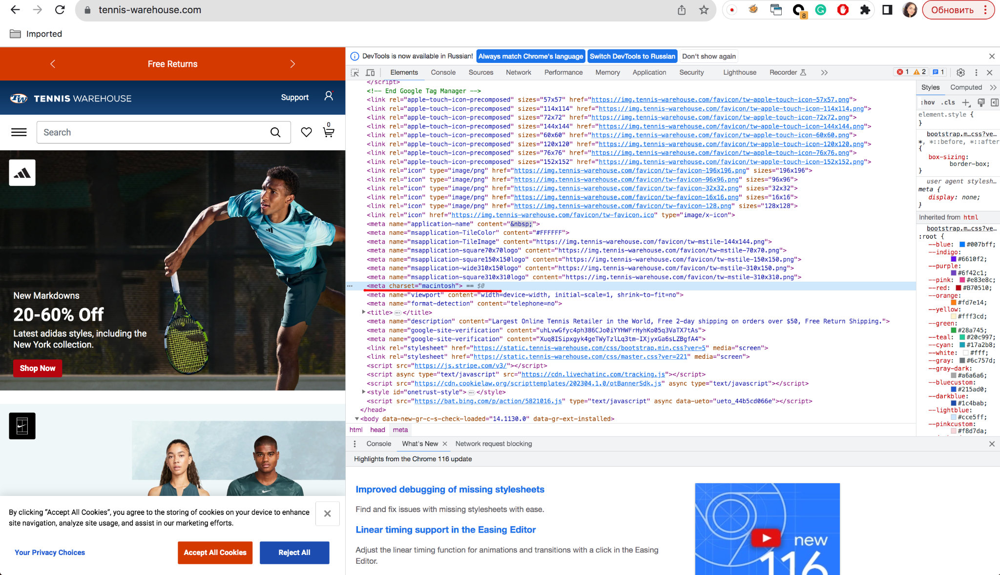 tennis-warehouse.com
8
Обновить
Imported
Free Returns
TW TENNIS WAREHOUSE
Support
Search
0
New Markdowns
20-60% Off
Latest adidas styles, including the
New York collection.
Shop Now
By clicking “Accept All Cookies”, you agree to the storing of cookies on your device to enhance
site navigation, analyze site usage, and assist in our marketing efforts.
Your Privacy Choices
Accept All Cookies
Reject All
DevTools is now available in Russian!
Always match Chrome's language
Switch DevTools to Russian
Don't show again
Elements
Console
Sources
Network
Performance
Memory
Application
Security
Lighthouse
Recorder
1
2
1
</script>
<!-- End Google Tag Manager -->
<link rel="apple-touch-icon-precomposed" sizes="57x57" href="https://img.tennis-warehouse.com/favicon/tw-apple-touch-icon-57x57.png">
<link rel="apple-touch-icon-precomposed" sizes="114x114" href="https://img.tennis-warehouse.com/favicon/tw-apple-touch-icon-114x114.png">
<link rel="apple-touch-icon-precomposed" sizes="72x72" href="https://img.tennis-warehouse.com/favicon/tw-apple-touch-icon-72x72.png">
<link rel="apple-touch-icon-precomposed" sizes="144x144" href="https://img.tennis-warehouse.com/favicon/tw-apple-touch-icon-144x144.png">
<link rel="apple-touch-icon-precomposed" sizes="60x60" href="https://img.tennis-warehouse.com/favicon/tw-apple-touch-icon-60x60.png">
<link rel="apple-touch-icon-precomposed" sizes="120x120" href="https://img.tennis-warehouse.com/favicon/tw-apple-touch-icon-120x120.png">
<link rel="apple-touch-icon-precomposed" sizes="76x76" href="https://img.tennis-warehouse.com/favicon/tw-apple-touch-icon-76x76.png">
<link rel="apple-touch-icon-precomposed" sizes="152x152" href="https://img.tennis-warehouse.com/favicon/tw-apple-touch-icon-152x152.png">
<link rel="icon" type="image/png" href="https://img.tennis-warehouse.com/favicon/tw-favicon-196x196.png" sizes="196x196">
<link rel="icon" type="image/png" href="https://img.tennis-warehouse.com/favicon/tw-favicon-96x96.png" sizes="96x96">
<link rel="icon" type="image/png" href="https://img.tennis-warehouse.com/favicon/tw-favicon-32x32.png" sizes="32x32">
<link rel="icon" type="image/png" href="https://img.tennis-warehouse.com/favicon/tw-favicon-16x16.png" sizes="16x16">
<link rel="icon" type="image/png" href="https://img.tennis-warehouse.com/favicon/tw-favicon-128.png" sizes="128x128">
<link rel="icon" href="https://img.tennis-warehouse.com/favicon/tw-favicon.ico" type="image/x-icon">
<meta name="application-name" content="&nbsp;">
<meta name="msapplication-TileColor" content="#FFFFFF">
<meta name="msapplication-TileImage" content="https://img.tennis-warehouse.com/favicon/tw-mstile-144x144.png">
<meta name="msapplication-square70x70logo" content="https://img.tennis-warehouse.com/favicon/tw-mstile-70x70.png">
<meta name="msapplication-square150x150logo" content="https://img.tennis-warehouse.com/favicon/tw-mstile-150x150.png">
<meta name="msapplication-wide310x150logo" content="https://img.tennis-warehouse.com/favicon/tw-mstile-310x150.png">
<meta name="msapplication-square310x310logo" content="https://img.tennis-warehouse.com/favicon/tw-mstile-310x310.png">
<meta charset="macintosh"> == $0
<meta name="viewport" content="width=device-width, initial-scale=1, shrink-to-fit=no">
<meta name="format-detection" content="telephone=no">
<title>…</title>
<meta name="description" content="Largest Online Tennis Retailer in the World, Free 2-day shipping on orders over $50, Free Return Shipping.">
<meta name="google-site-verification" content="uhLvwGfyc4ph386CJo0iYYHWFrHyhKo05q3VaTX7tAs">
<meta name="google-site-verification" content="Xuq8ISipxgyk4geTWyTzlLq3tm-IXjyxGa6sLZBgfA4">
<link rel="stylesheet" href="https://static.tennis-warehouse.com/css/bootstrap.min.css?ver=5" media="screen">
<link rel="stylesheet" href="https://static.tennis-warehouse.com/css/master.css?ver=221" media="screen">
<script src="https://js.stripe.com/v3/"></script>
<script async type="text/javascript" src="https://cdn.livechatinc.com/tracking.js"></script>
<script src="https://cdn.cookielaw.org/scripttemplates/202304.1.0/otBannerSdk.js" async type="text/javascript"></script>
<style id="onetrust-style">…</style>
<script src="https://bat.bing.com/p/action/5821016.js" type="text/javascript" async data-ueto="ueto_44b5cd066e"></script>
</head>
<body data-new-gr-c-s-check-loaded="14.1130.0" data-gr-ext-installed>
html head meta
Styles
Computed
:hov .cls
element.style {
}
bootstrap.m…css?ve…
*, *::before, *::after
{
box-sizing:
border-box;
}
user agent stylesh…
meta {
display: none;
}
Inherited from html
bootstrap.m…css?ve…
:root {
--blue: #007bff;
--indigo:
#6610f2;
--purple:
#6f42c1;
--pink: #e83e8c;
--red: #B70510;
--orange:
#fd7e14;
--yellow:
#fff3cd;
--green:
#28a745;
--teal: #20c997;
--cyan: #17a2b8;
--white: #fff;
--gray: #6c757d;
--gray-dark:
#a6a6a6;
--bluecustom:
#215ad0;
--darkblue:
#1c4bab;
--lightblue:
#cce5ff;
--pinkcustom:
#f8d7da;
Console
What's New
Network request blocking
Highlights from the Chrome 116 update
Improved debugging of missing stylesheets
Find and fix issues with missing stylesheets with ease.
Linear timing support in the Easing Editor
Adjust the linear timing function for animations and transitions with a click in the Easing
Editor.
new
116